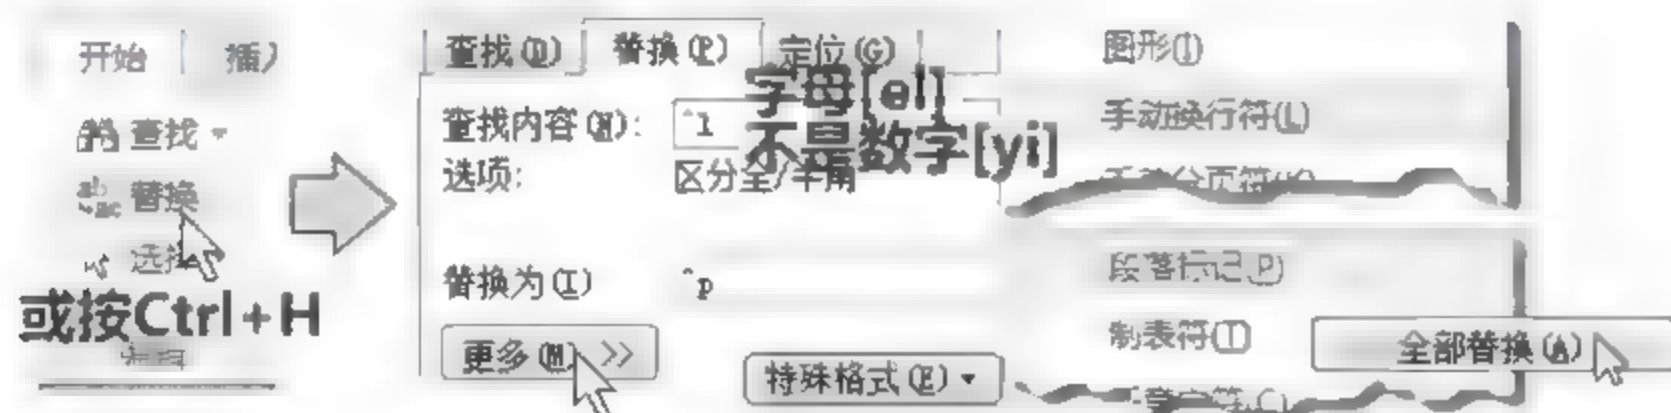 开始 插入
查找
替换
选择
或按Ctrl+H
查找(D) 替换(P) 定位(G)
查找内容(N): ^l
字母[el]
不是数字[yi]
选项: 区分全/半角
替换为(I) ^p
更多(M) >>
特殊格式(E)
图形(I)
手动换行符(L)
段落标记(P)
制表符(T)
全部替换(A)